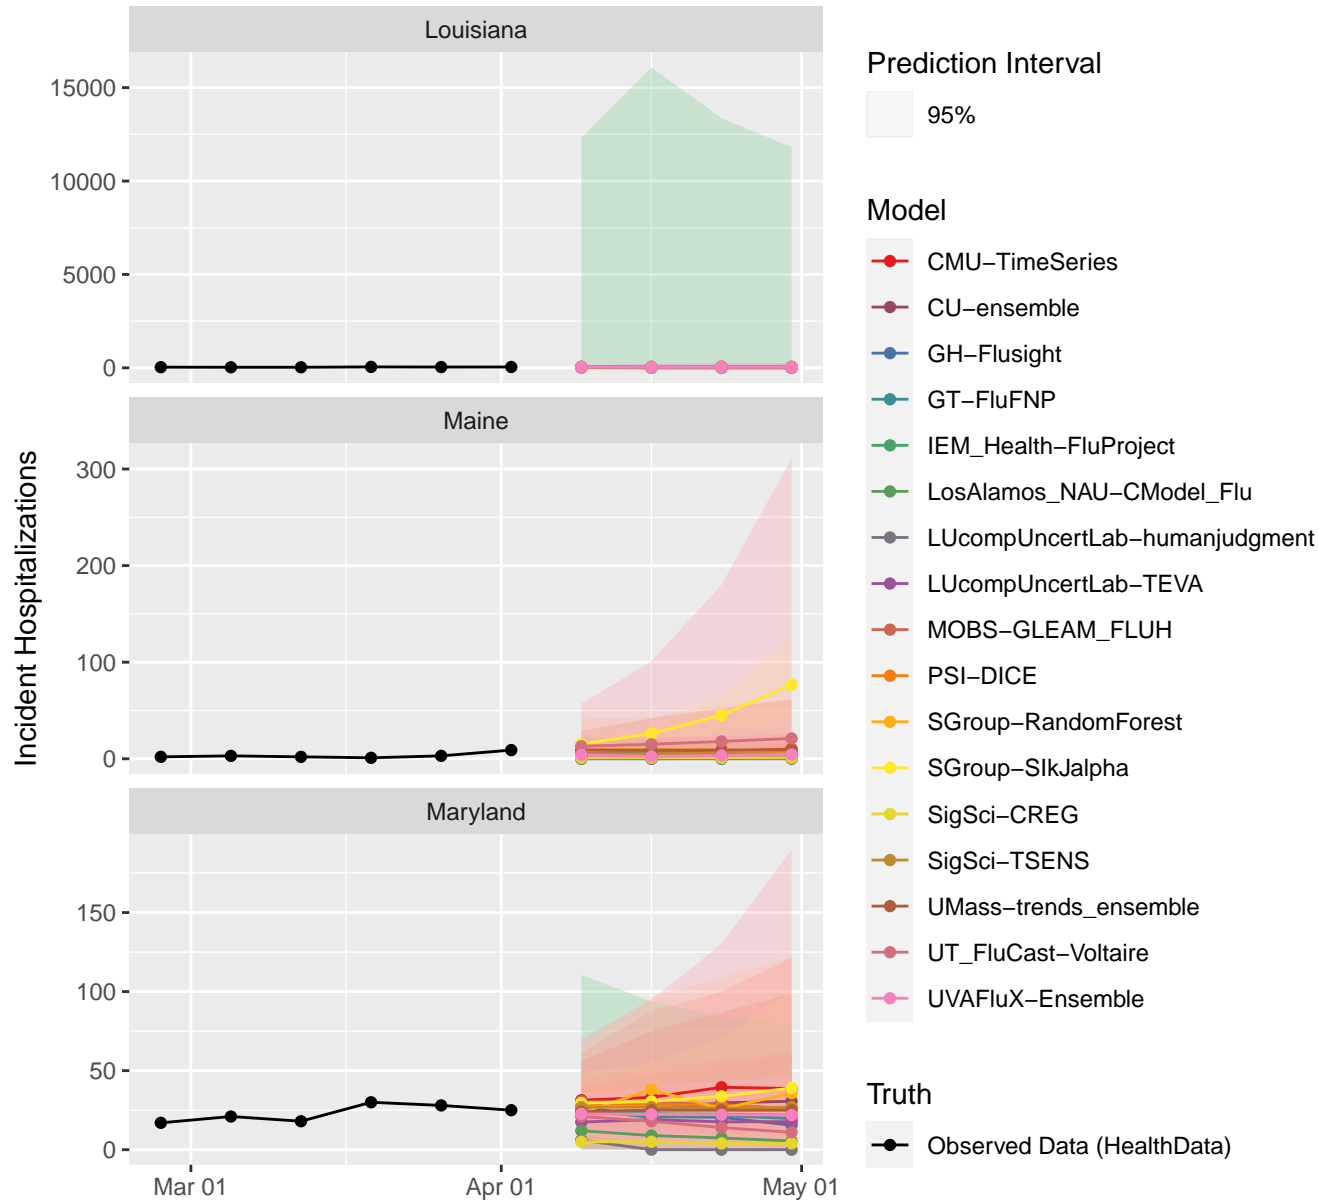 Louisiana
15000
10000
5000
0
Maine
300
200
100
0
Maryland
150
100
50
0
Mar 01
Apr 01
May 01
Incident Hospitalizations
Prediction Interval
95%
Model
CMU−TimeSeries
CU−ensemble
GH−Flusight
GT−FluFNP
IEM_Health−FluProject
LosAlamos_NAU−CModel_Flu
LUcompUncertLab−humanjudgment
LUcompUncertLab−TEVA
MOBS−GLEAM_FLUH
PSI−DICE
SGroup−RandomForest
SGroup−SIkJalpha
SigSci−CREG
SigSci−TSENS
UMass−trends_ensemble
UT_FluCast−Voltaire
UVAFluX−Ensemble
Truth
Observed Data (HealthData)